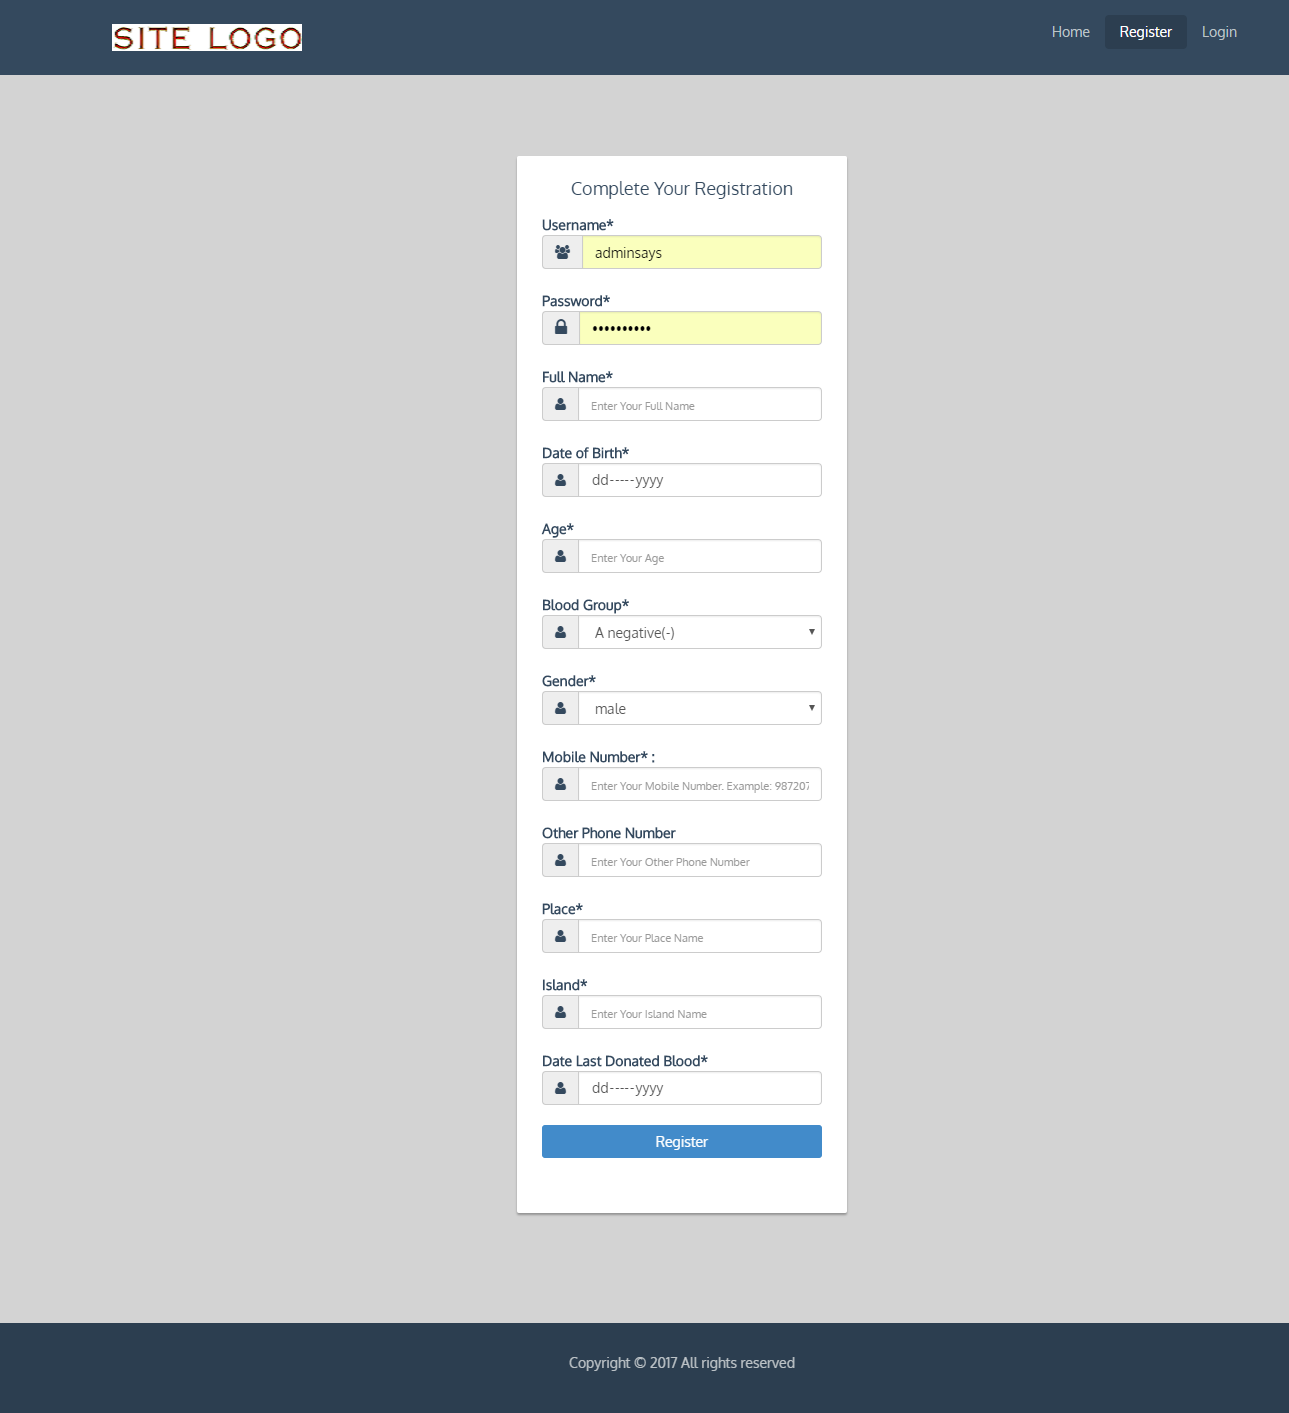 SITE LOGO
Home Register Login
Complete Your Registration
Username*
adminsays
Password*
••••••••••
Full Name*
Enter Your Full Name
Date of Birth*
dd-----yyyy
Age*
Enter Your Age
Blood Group*
A negative(-)
Gender*
male
Mobile Number* :
Enter Your Mobile Number. Example: 987207
Other Phone Number
Enter Your Other Phone Number
Place*
Enter Your Place Name
Island*
Enter Your Island Name
Date Last Donated Blood*
dd-----yyyy
Register
Copyright © 2017 All rights reserved